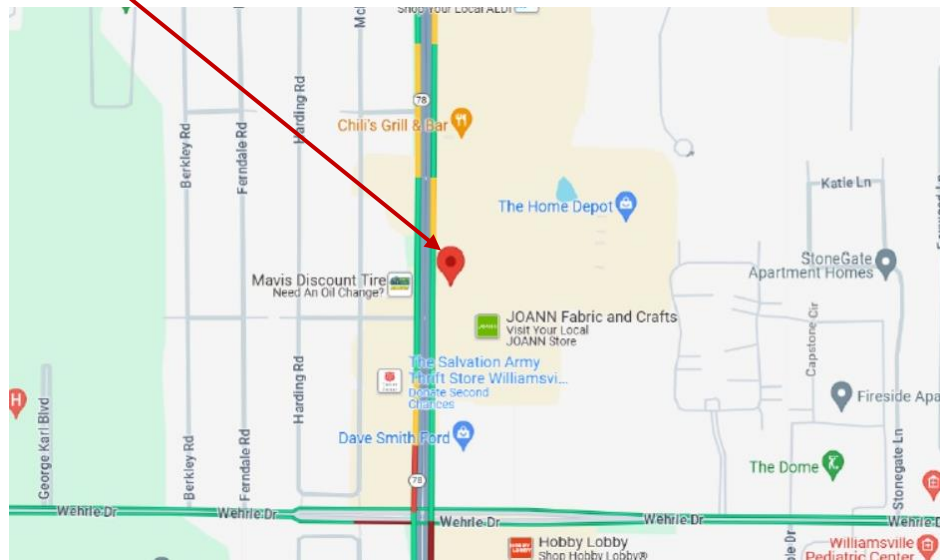 Shop Your Local ALDI
Mcl
78
Harding Rd
Chili's Grill & Bar
Berkley Rd
Ferndale Rd
Katie Ln
The Home Depot
StoneGate
Apartment Homes
Mavis Discount Tire
Need An Oil Change?
JOANN
JOANN Fabric and Crafts
Visit Your Local
JOANN Store
Capstone Cir
The Salvation Army
Thrift Store Williamsvi...
Donate Second
Chances
Harding Rd
H
Fireside Apa
George Karl Blvd
Dave Smith Ford
Berkley Rd
Ferndale Rd
The Dome
Stonegate Ln
78
Wehrle Dr
Wehrle Dr
Wehrle Dr
Wehrle Dr
Wehrle D
HOBBY LOBBY
Hobby Lobby
Shop Hobby Lobby®
ple Dr
Williamsville
Pediatric Center